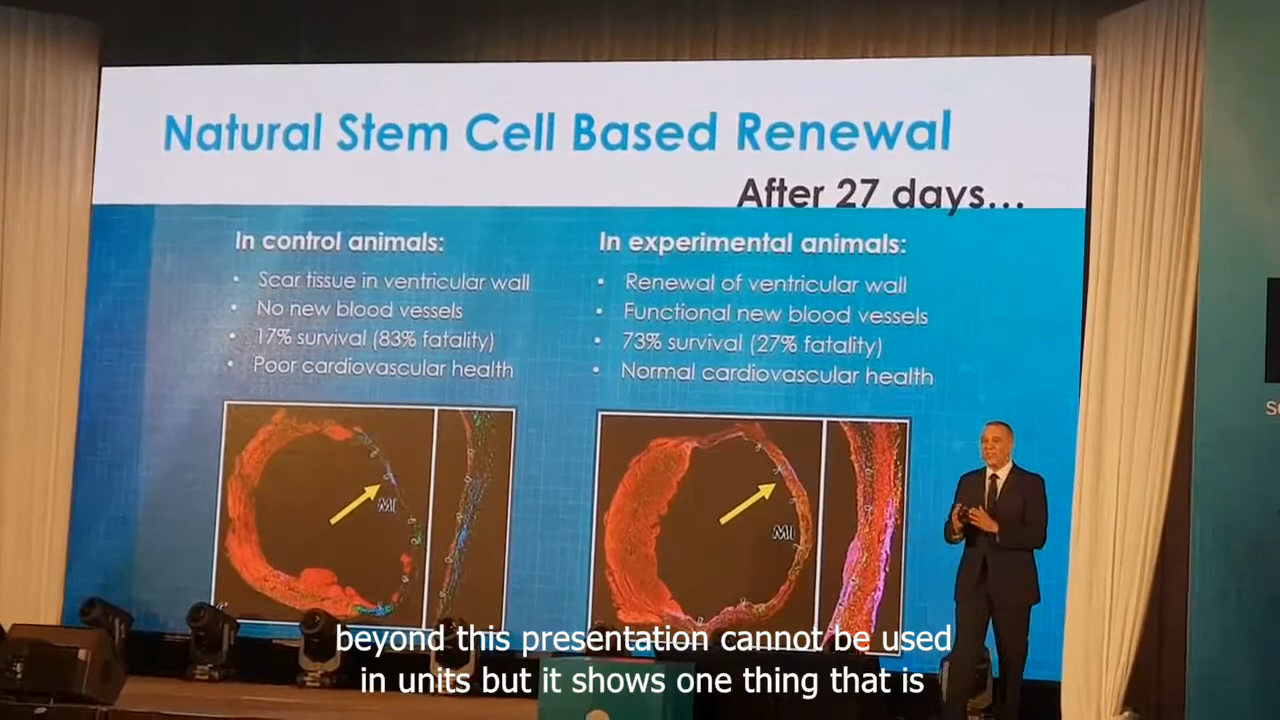 Natural Stem Cell Based Renewal
After 27 days...
In control animals:
• Scar tissue in ventricular wall
• No new blood vessels
• 17% survival (83% fatality)
• Poor cardiovascular health
In experimental animals:
• Renewal of ventricular wall
• Functional new blood vessels
• 73% survival (27% fatality)
• Normal cardiovascular health
MI
MI
beyond this presentation cannot be used
in units but it shows one thing that is